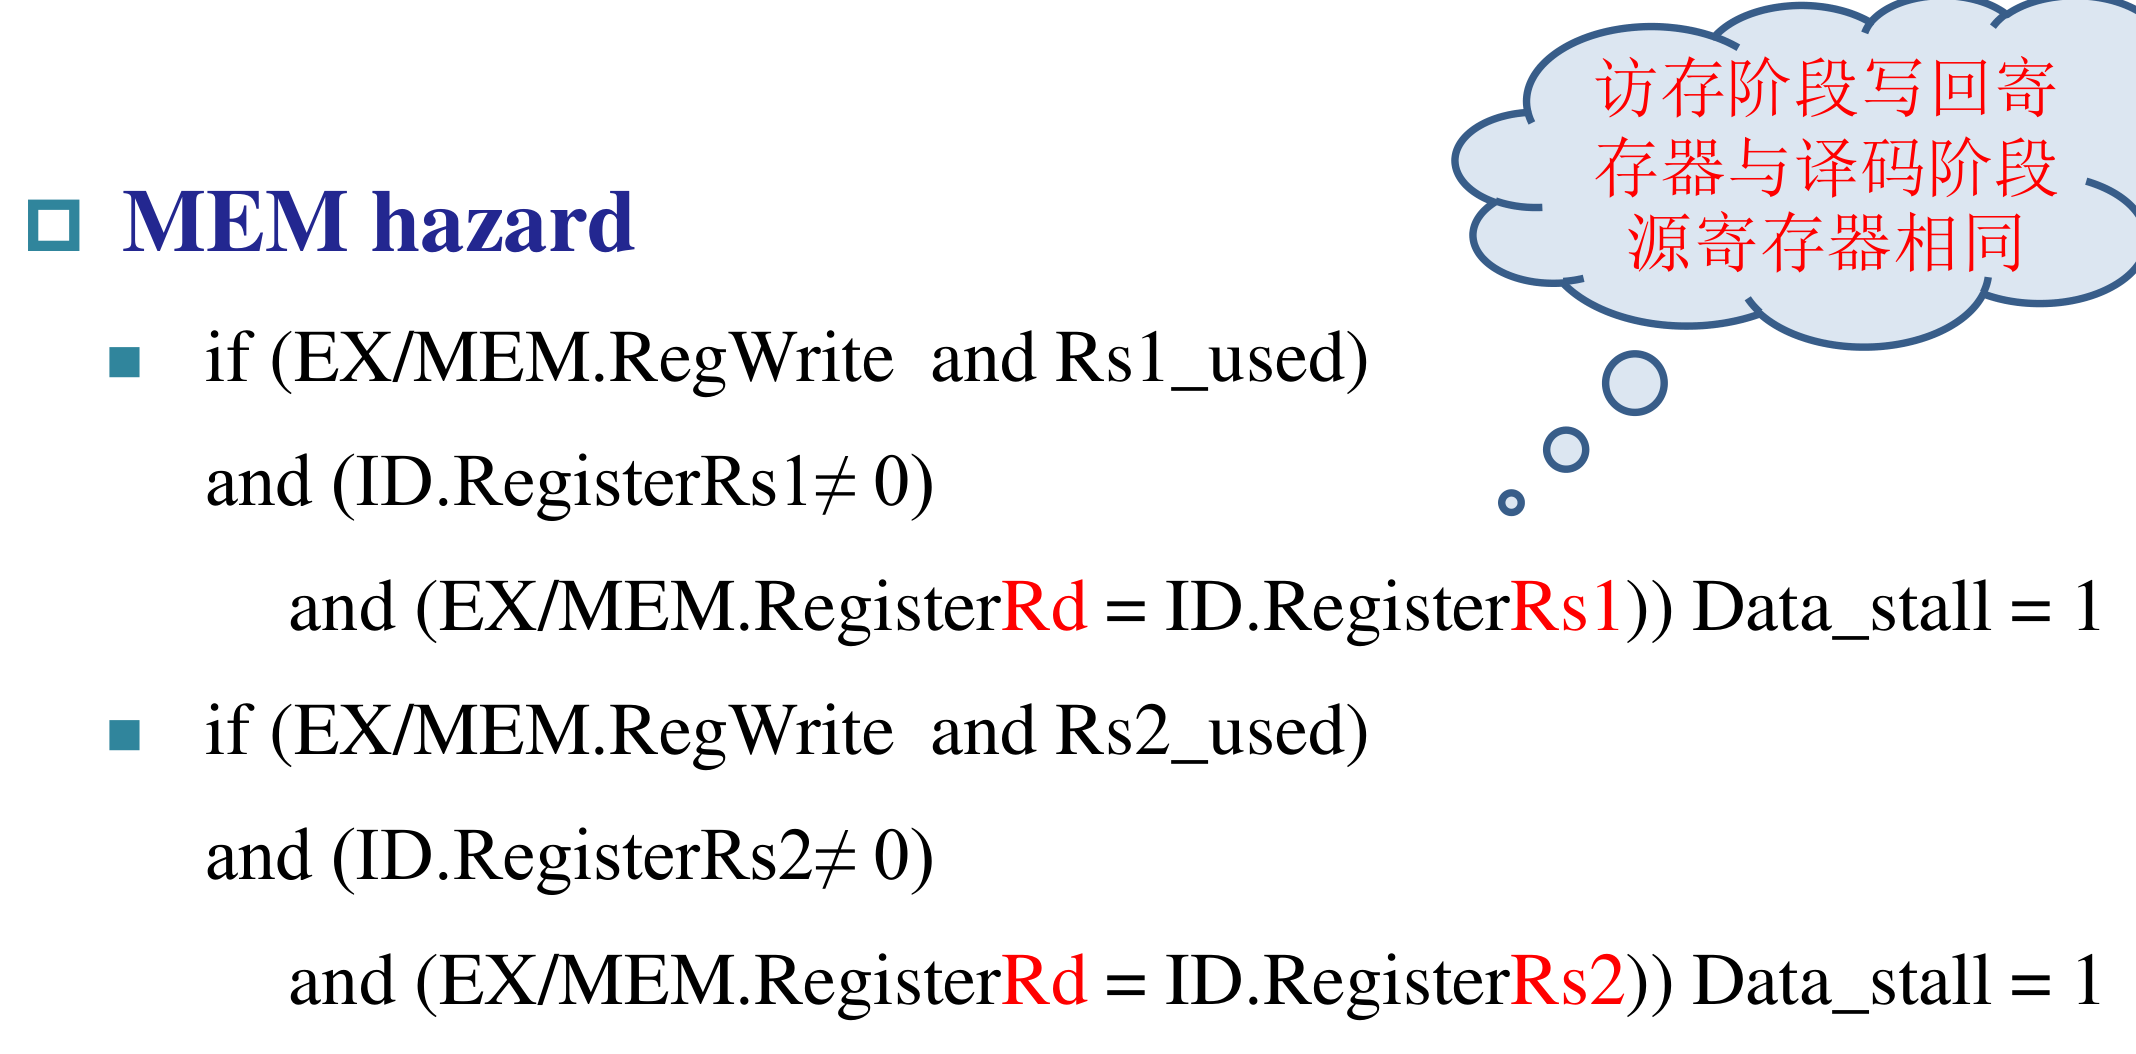 访存阶段写回寄
存器与译码阶段
源寄存器相同
MEM hazard
if (EX/MEM.RegWrite and Rs1_used)
and (ID.RegisterRs1≠ 0)
and (EX/MEM.RegisterRd = ID.RegisterRs1)) Data_stall = 1
if (EX/MEM.RegWrite and Rs2_used)
and (ID.RegisterRs2≠ 0)
and (EX/MEM.RegisterRd = ID.RegisterRs2)) Data_stall = 1